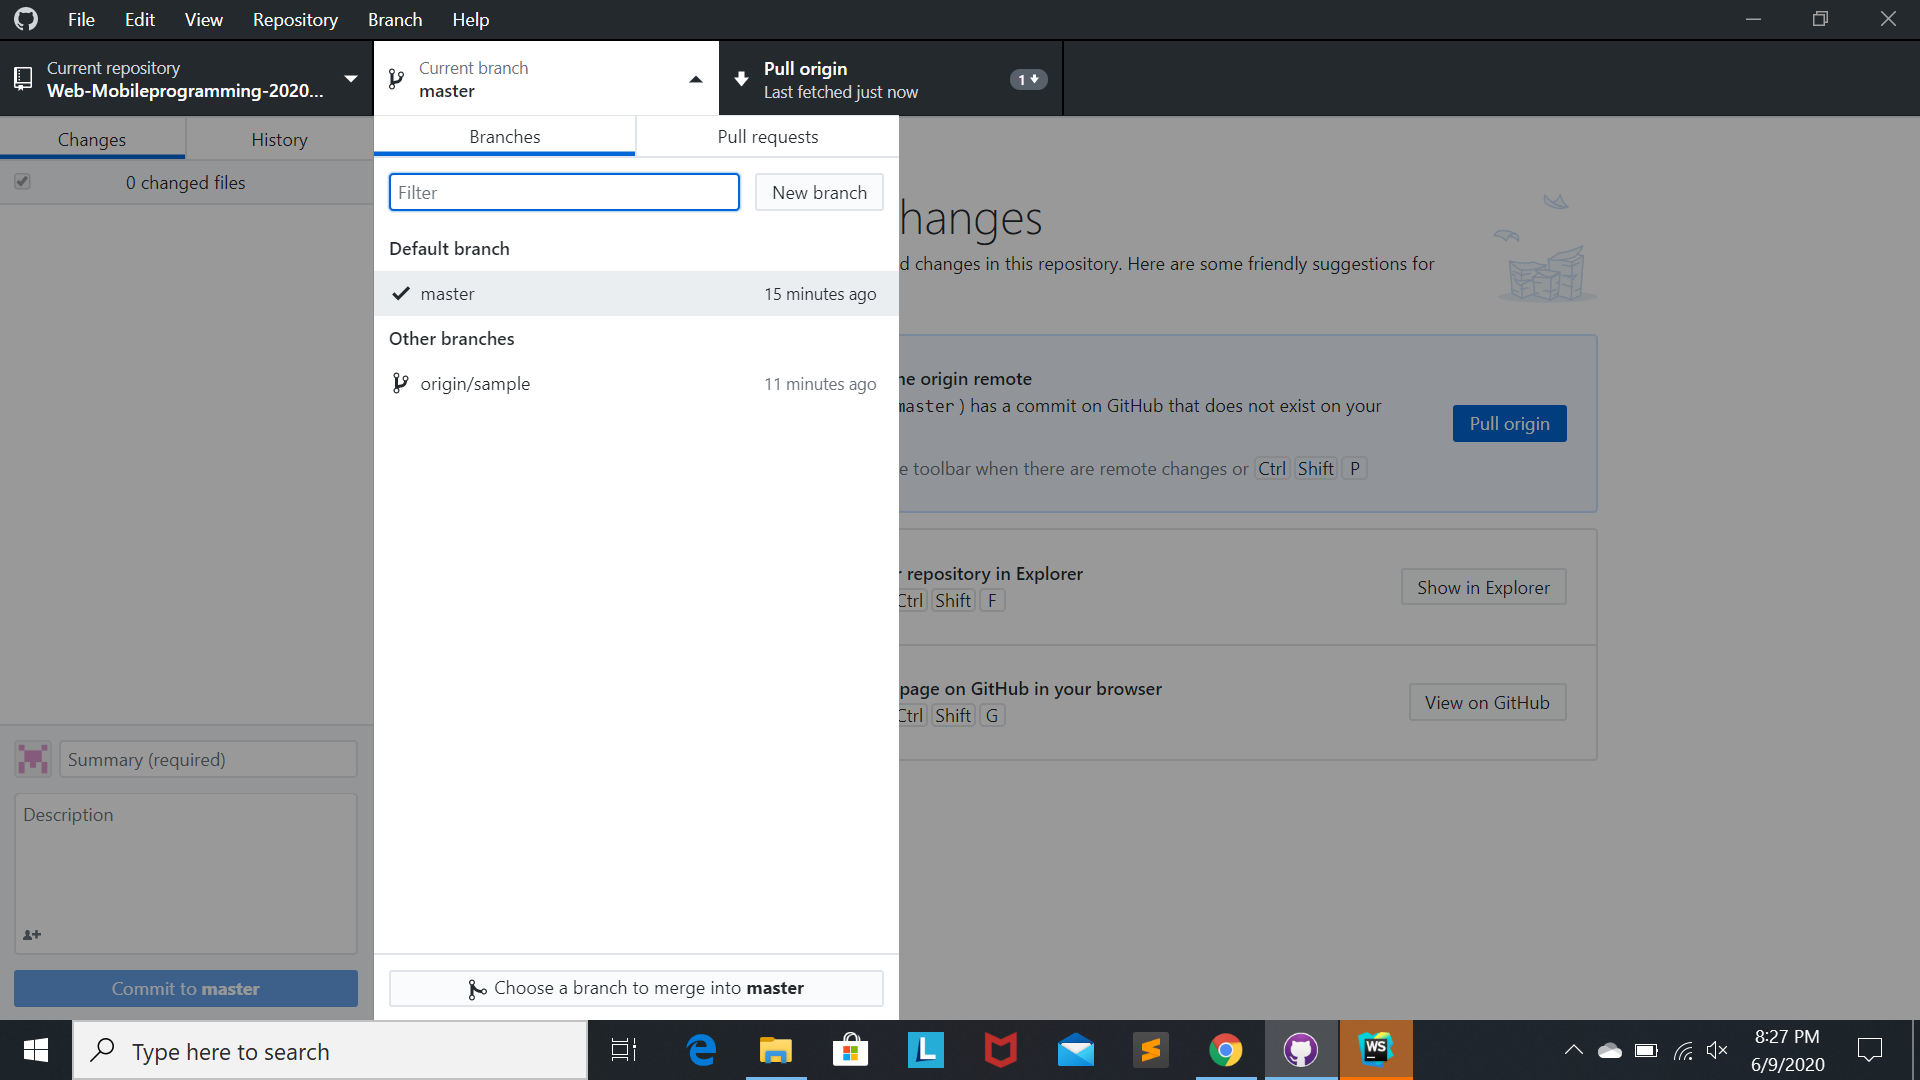 File Edit View Repository Branch Help
Current repository
Web-Mobileprogramming-2020...
Current branch
master
Pull origin
Last fetched just now
1
Changes History
0 changed files
Branches Pull requests
Filter
New branch
Default branch
master 15 minutes ago
Other branches
origin/sample 11 minutes ago
Choose a branch to merge into master
hanges
d changes in this repository. Here are some friendly suggestions for
ne origin remote
master ) has a commit on GitHub that does not exist on your
Pull origin
e toolbar when there are remote changes or Ctrl Shift P
r repository in Explorer
Ctrl Shift F
Show in Explorer
page on GitHub in your browser
Ctrl Shift G
View on GitHub
Summary (required)
Description
Commit to master
Type here to search
L
WS
8:27 PM
6/9/2020